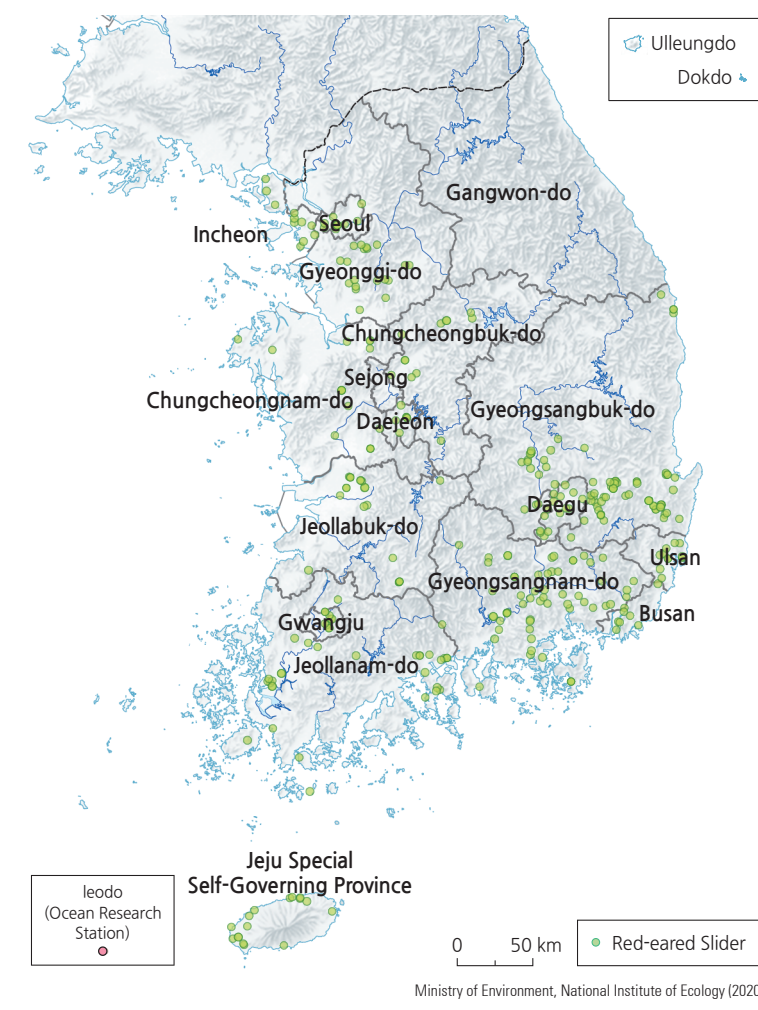 Ulleungdo
Dokdo
Gangwon-do
Seoul
Incheon
Gyeonggi-do
Chungcheongbuk-do
Sejong
Chungcheongnam-do
Gyeongsangbuk-do
Daejeon
Daegu
Jeollabuk-do
Ulsan
Gyeongsangnam-do
Busan
Gwangju
Jeollanam-do
Jeju Special
Self-Governing Province
Ieodo
(Ocean Research
Station)
0 50 km
Red-eared Slider
Ministry of Environment, National Institute of Ecology (2020